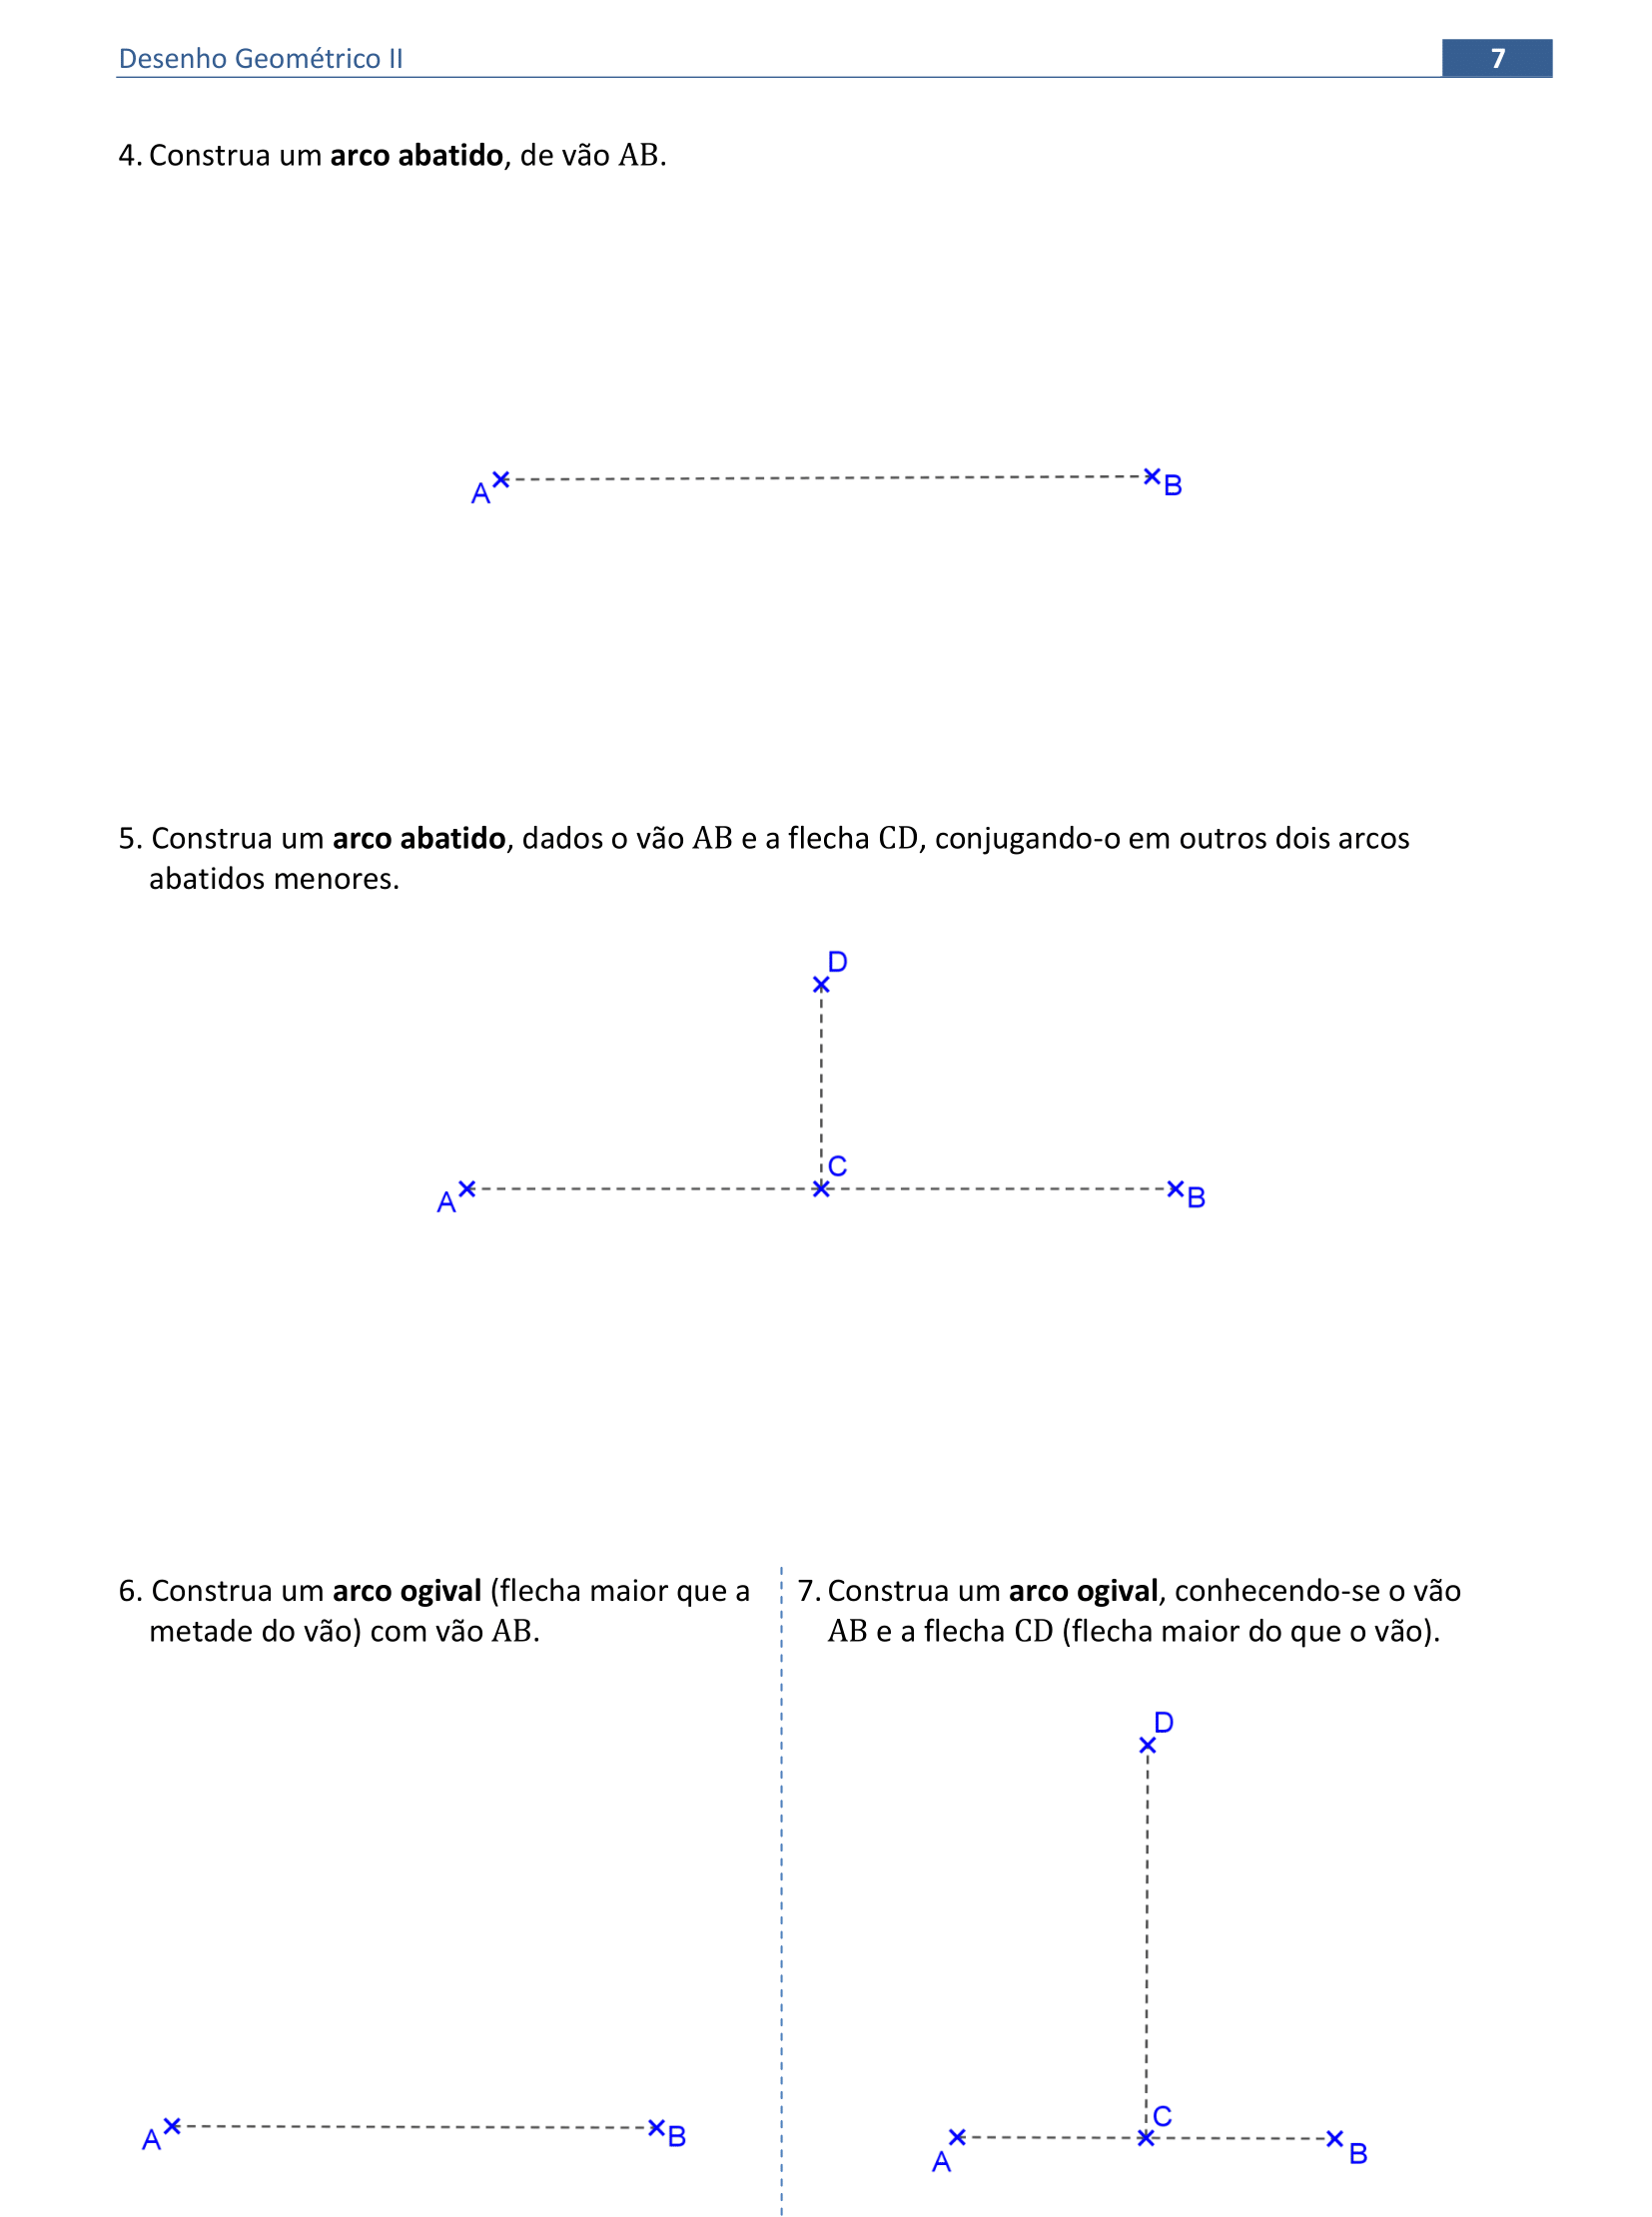 Desenho Geométrico II
7
4. Construa um arco abatido, de vão AB.
A
B
5. Construa um arco abatido, dados o vão AB e a flecha CD, conjugando-o em outros dois arcos
abatidos menores.
D
C
A
B
6. Construa um arco ogival (flecha maior que a
metade do vão) com vão AB.
A
B
7. Construa um arco ogival, conhecendo-se o vão
AB e a flecha CD (flecha maior do que o vão).
D
C
A
B